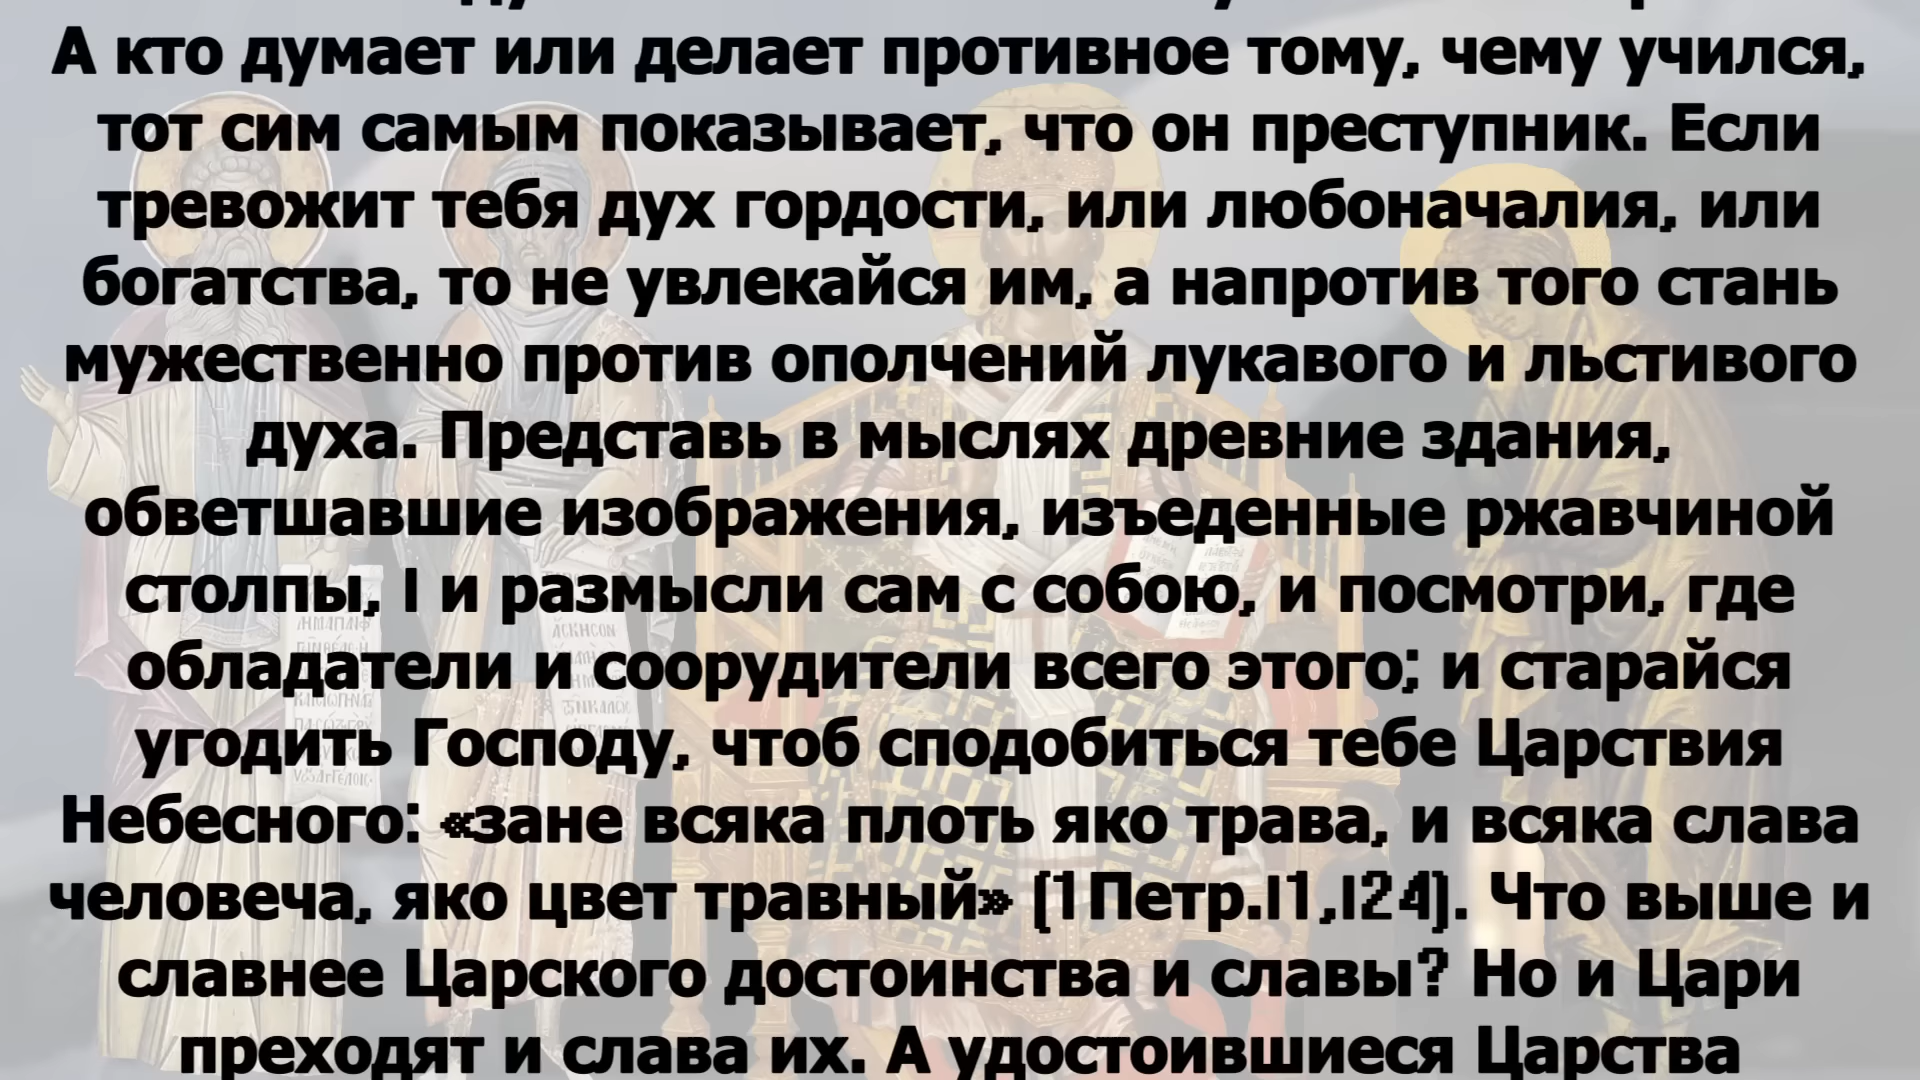 А кто думает или делает противное тому, чему учился,
тот сим самым показывает, что он преступник. Если
тревожит тебя дух гордости, или любоначалия, или
богатства, то не увлекайся им, а напротив того стань
мужественно против ополчений лукавого и льстивого
духа. Представь в мыслях древние здания,
обветшавшие изображения, изъеденные ржавчиной
столпы, | и размысли сам с собою, и посмотри, где
обладатели и соорудители всего этого; и старайся
угодить Господу, чтоб сподобиться тебе Царствия
Небесного: «зане всяка плоть яко трава, и всяка слава
человеча, яко цвет травный» (1Петр.|1,|24). Что выше и
славнее Царского достоинства и славы? Но и Цари
преходят и слава их. А удостоившиеся Царства